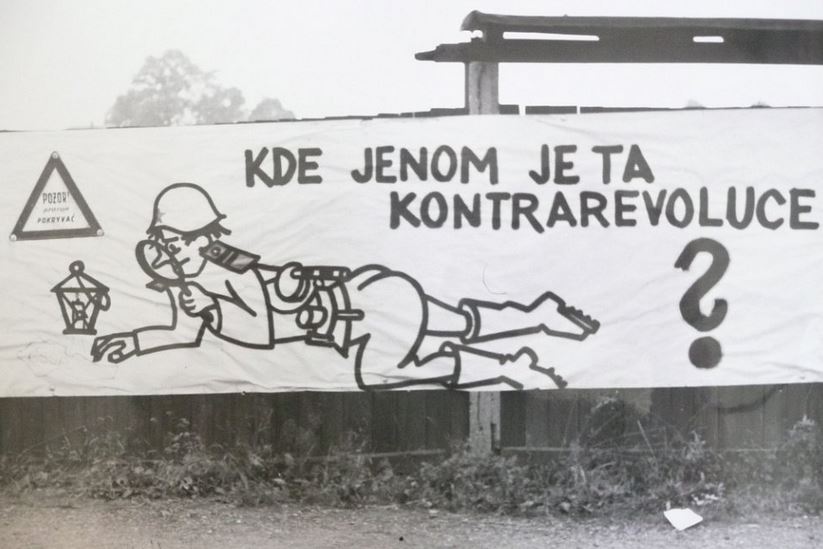 KDE JENOM JE TA
KONTRAREVOLUCE
?
POZOR!
POKRYVAČ